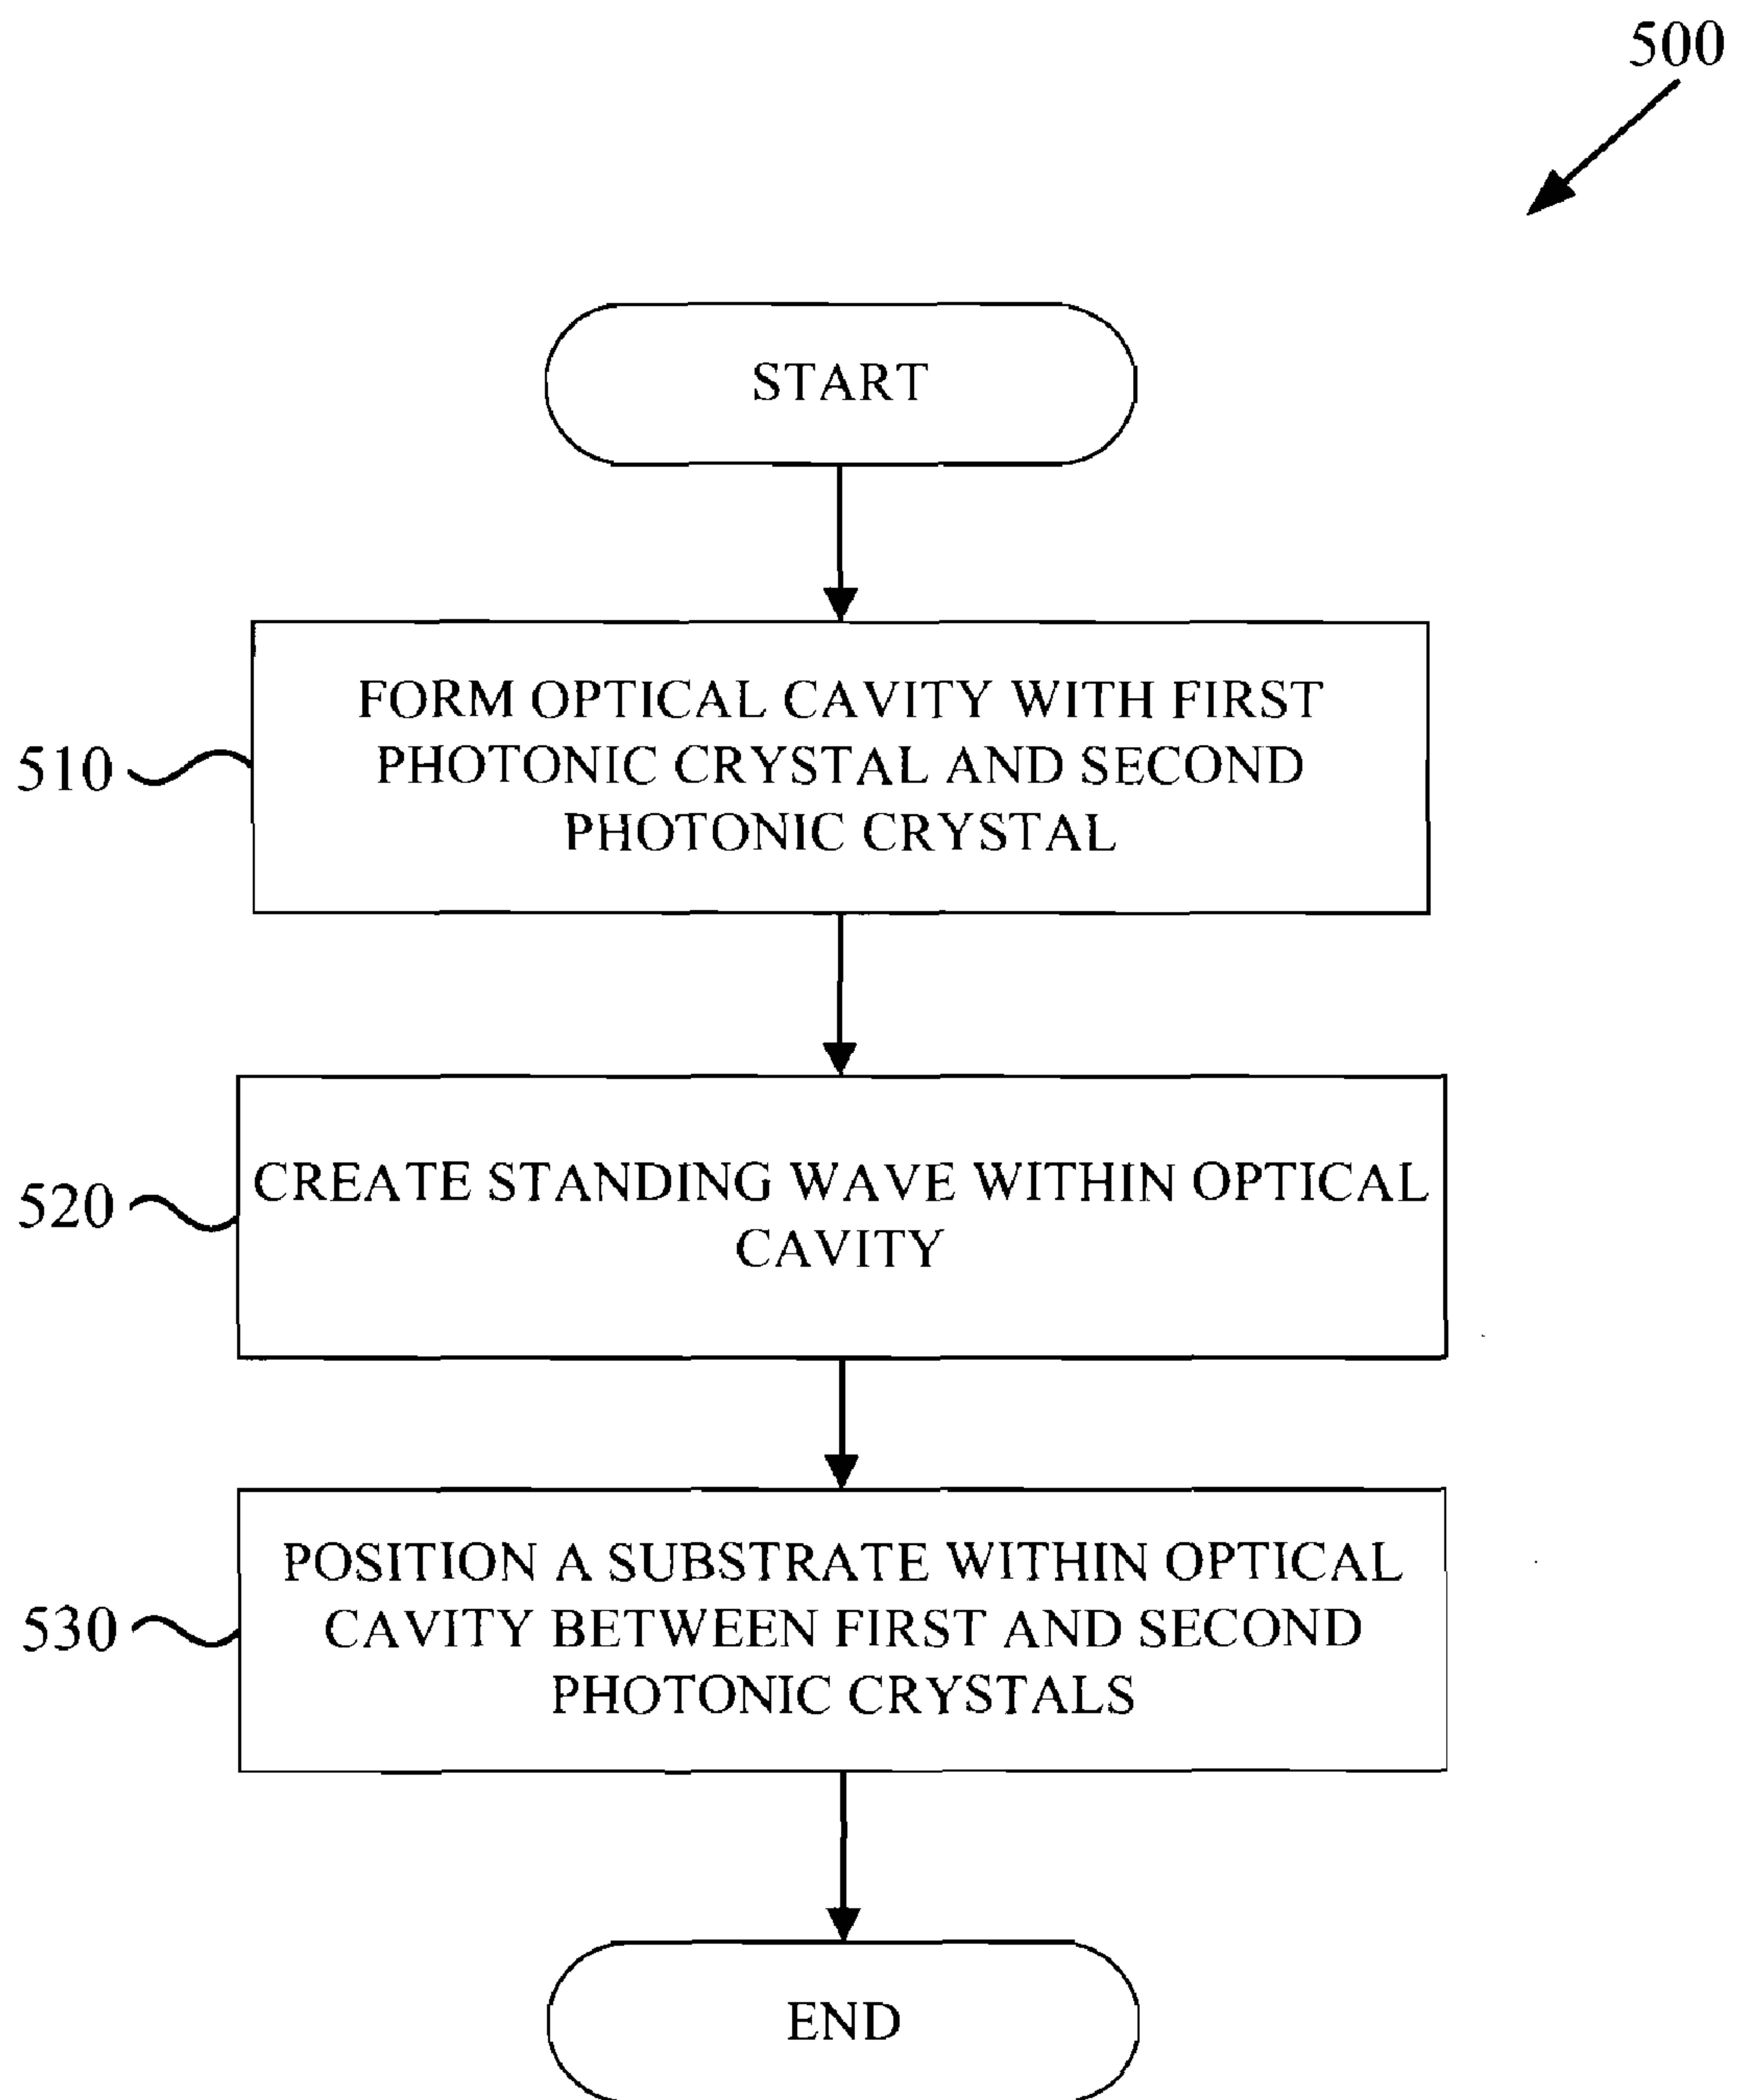 500
START
FORM OPTICAL CAVITY WITH FIRST
PHOTONIC CRYSTAL AND SECOND
PHOTONIC CRYSTAL
510
CREATE STANDING WAVE WITHIN OPTICAL
CAVITY
520
POSITION A SUBSTRATE WITHIN OPTICAL
CAVITY BETWEEN FIRST AND SECOND
PHOTONIC CRYSTALS
530
END